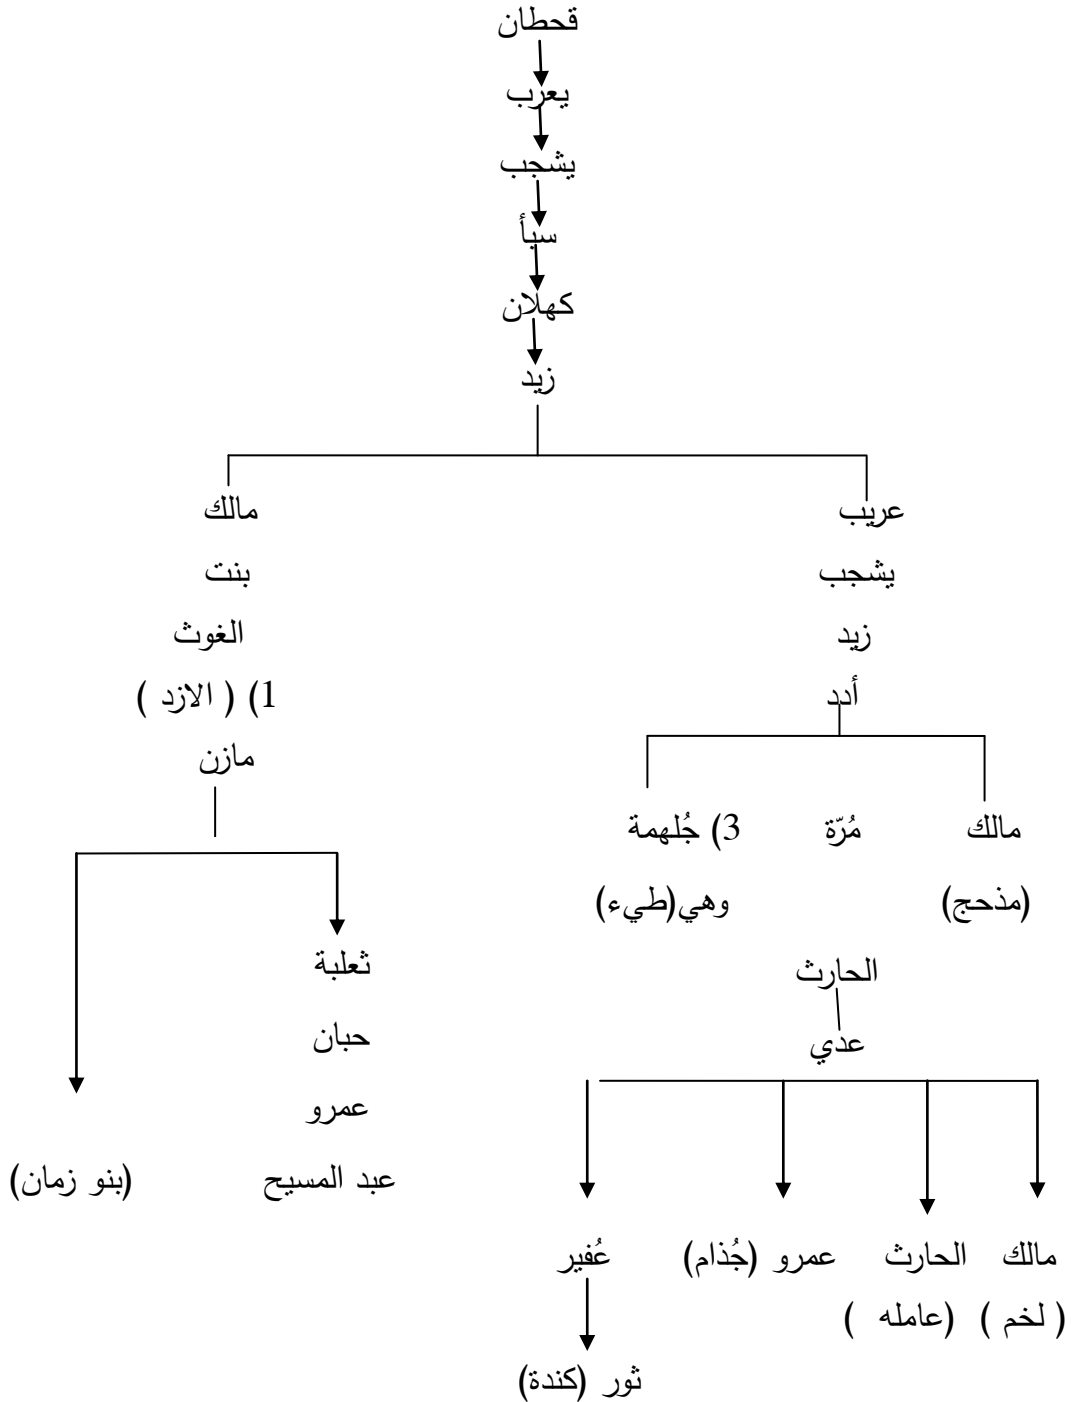 قحطان
يعرب
يشجب
سبأ
كهلان
زيد
عريب
مالك
يشجب
بنت
زيد
الغوث
أدد
1) ( الازد )
مازن
مالك
مُرّة
3) جُلهمة
(مذحج)
وهي(طيء)
ثعلبة
الحارث
حبان
عدي
عمرو
عبد المسيح
(بنو زمان)
مالك
الحارث
عمرو (جُذام)
عُفير
( لخم )
(عامله )
ثور (كندة)